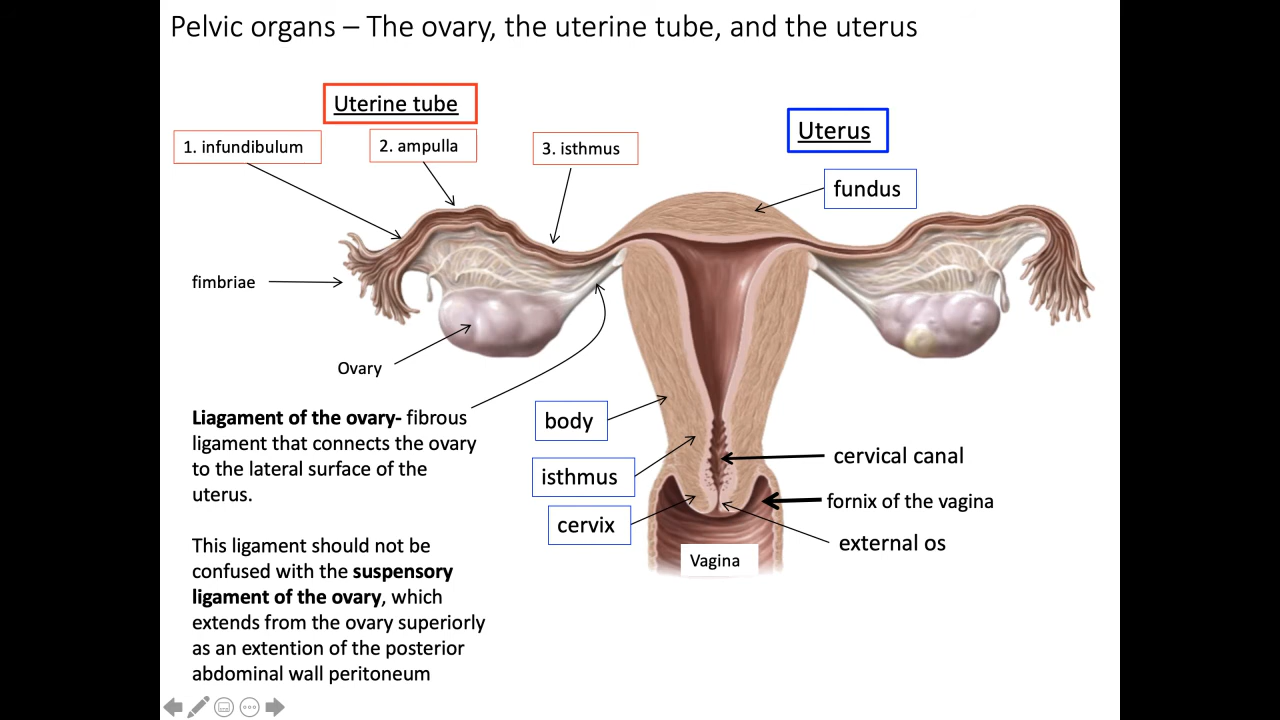 Pelvic organs – The ovary, the uterine tube, and the uterus
Uterine tube
Uterus
1. infundibulum
2. ampulla
3. isthmus
fundus
fimbriae
Ovary
Liagament of the ovary- fibrous
ligament that connects the ovary
to the lateral surface of the
uterus.
This ligament should not be
confused with the suspensory
ligament of the ovary, which
extends from the ovary superiorly
as an extention of the posterior
abdominal wall peritoneum
body
isthmus
cervix
cervical canal
fornix of the vagina
external os
Vagina